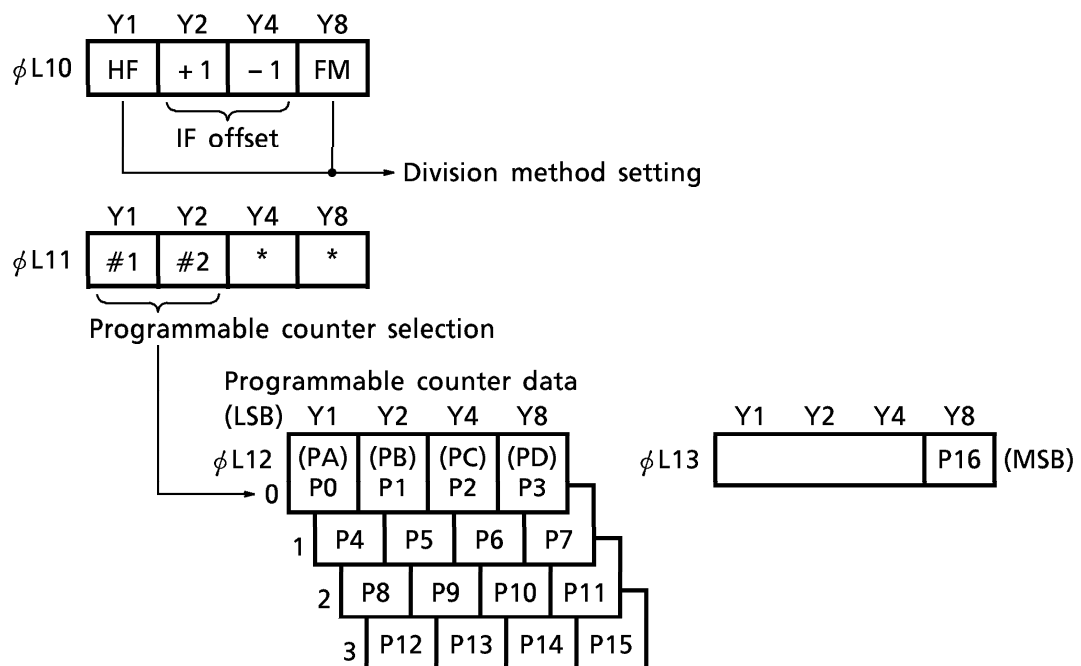 Y1 Y2 Y4 Y8
ϕL10 HF +1 −1 FM
IF offset
Division method setting
Y1 Y2 Y4 Y8
ϕL11 #1 #2 * *
Programmable counter selection
Programmable counter data
(LSB) Y1 Y2 Y4 Y8
ϕL12 (PA) (PB) (PC) (PD)
0 P0 P1 P2 P3
1 P4 P5 P6 P7
2 P8 P9 P10 P11
3 P12 P13 P14 P15
Y1 Y2 Y4 Y8
ϕL13 P16 (MSB)